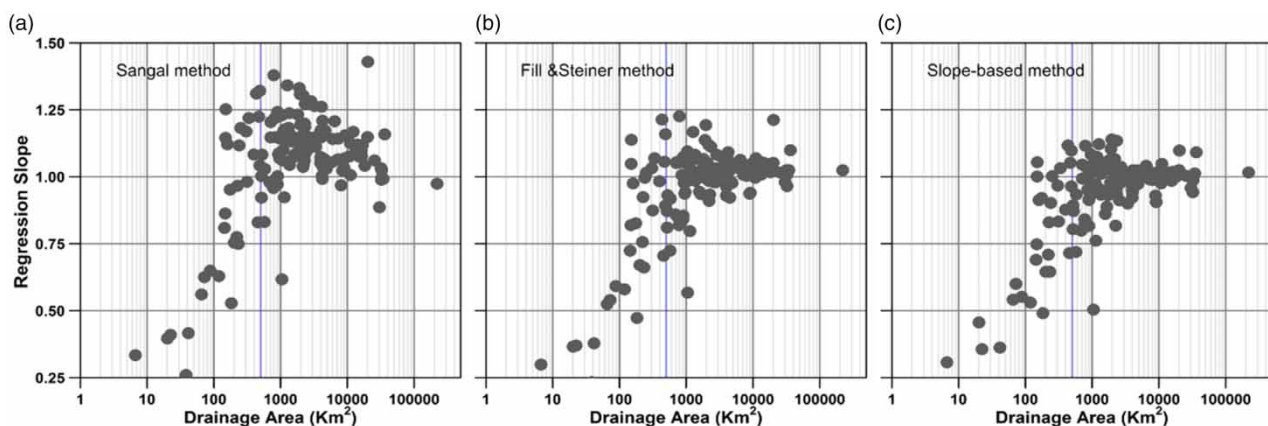 (a)
(b)
(c)
Sangal method
Fill &Steiner method
Slope-based method
Regression Slope
1.50
1.25
1.00
0.75
0.50
0.25
1 10 100 1000 10000 100000
1 10 100 1000 10000 100000
1 10 100 1000 10000 100000
Drainage Area (Km2)
Drainage Area (Km2)
Drainage Area (Km2)